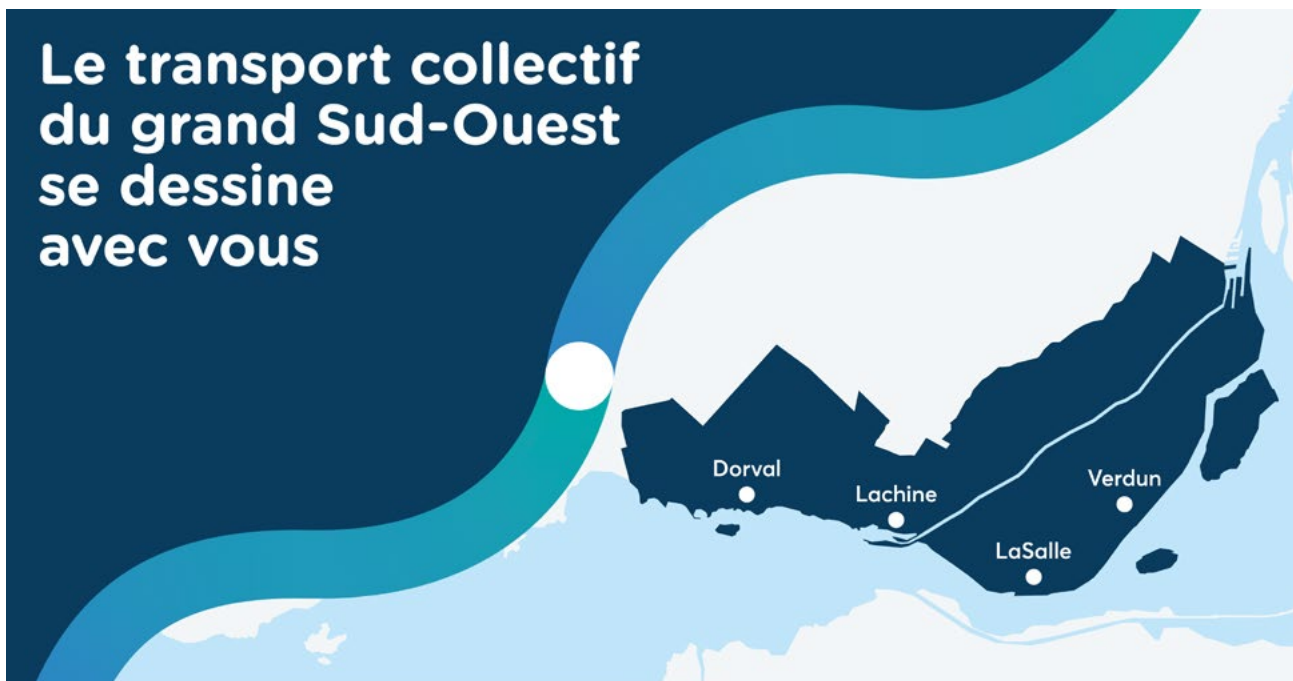 Le transport collectif
du grand Sud-Ouest
se dessine
avec vous
Dorval
Lachine
Verdun
LaSalle